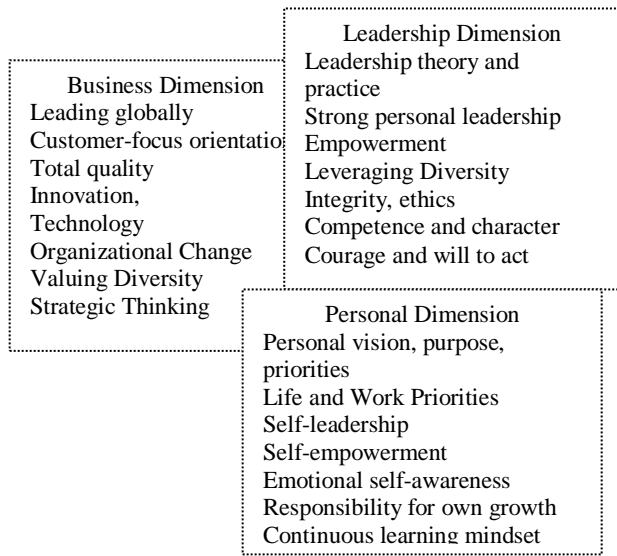 Business Dimension
Leading globally
Customer-focus orientatio
Total quality
Innovation,
Technology
Organizational Change
Valuing Diversity
Strategic Thinking
Leadership Dimension
Leadership theory and
practice
Strong personal leadership
Empowerment
Leveraging Diversity
Integrity, ethics
Competence and character
Courage and will to act
Personal Dimension
Personal vision, purpose,
priorities
Life and Work Priorities
Self-leadership
Self-empowerment
Emotional self-awareness
Responsibility for own growth
Continuous learning mindset